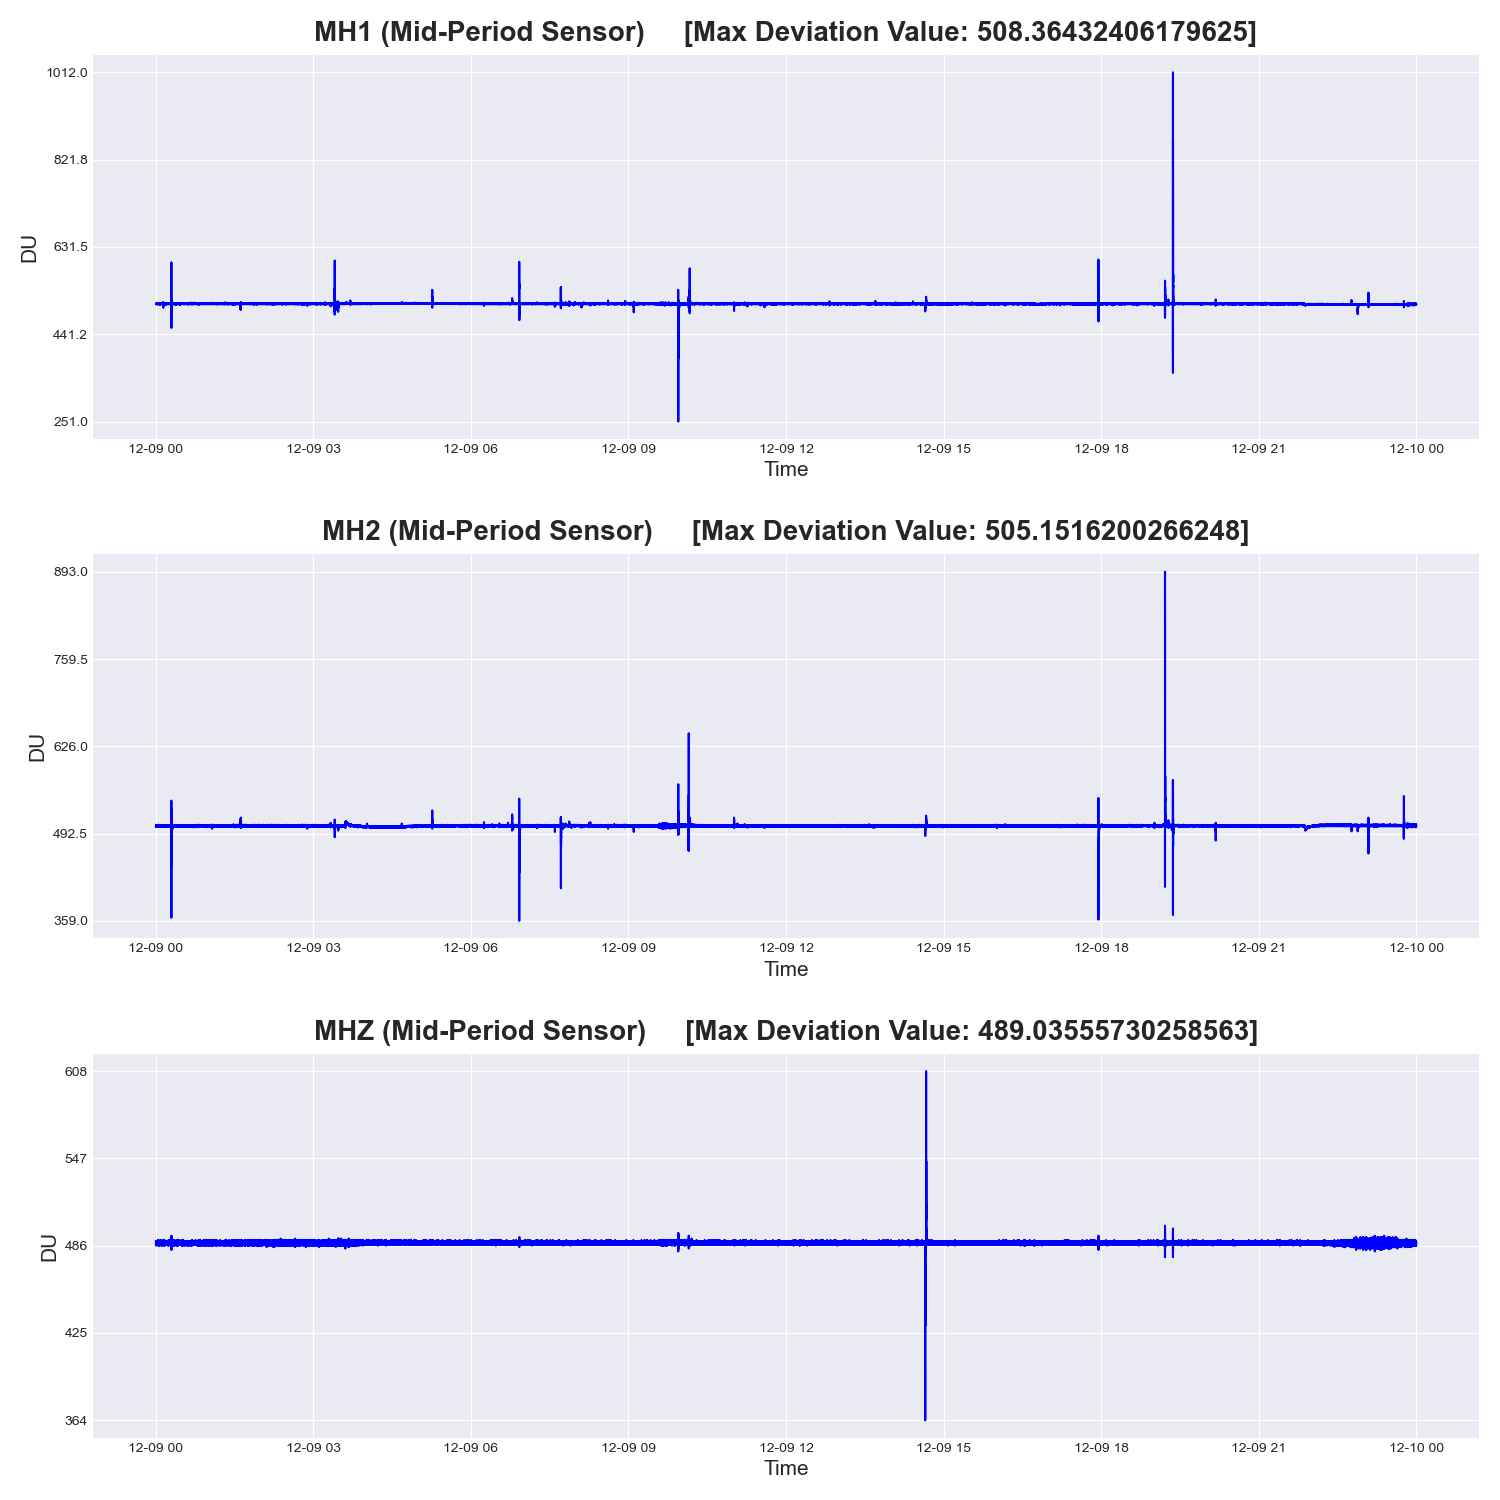 MH1 (Mid-Period Sensor) [Max Deviation Value: 508.36432406179625]
1012.0
821.8
631.5
441.2
251.0
DU
12-09 00 12-09 03 12-09 06 12-09 09 12-09 12 12-09 15 12-09 18 12-09 21 12-10 00
Time
MH2 (Mid-Period Sensor) [Max Deviation Value: 505.1516200266248]
893.0
759.5
626.0
492.5
359.0
DU
12-09 00 12-09 03 12-09 06 12-09 09 12-09 12 12-09 15 12-09 18 12-09 21 12-10 00
Time
MHZ (Mid-Period Sensor) [Max Deviation Value: 489.03555730258563]
608
547
486
425
364
DU
12-09 00 12-09 03 12-09 06 12-09 09 12-09 12 12-09 15 12-09 18 12-09 21 12-10 00
Time